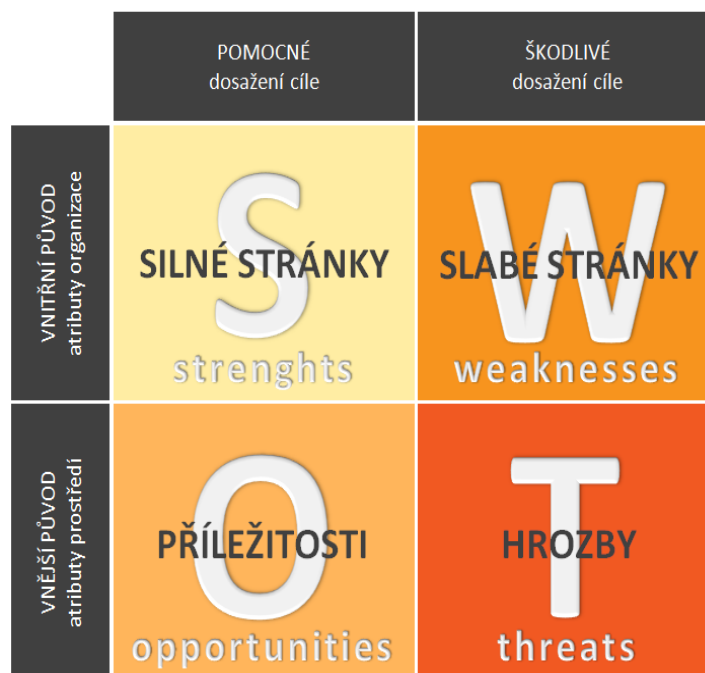 POMOCNÉ
dosažení cíle
ŠKODLIVÉ
dosažení cíle
VNITŘNÍ PŮVOD
atributy organizace
S
SILNÉ STRÁNKY
strenghts
W
SLABÉ STRÁNKY
weaknesses
VNĚJŠÍ PŮVOD
atributy prostředí
O
PŘÍLEŽITOSTI
opportunities
T
HROZBY
threats